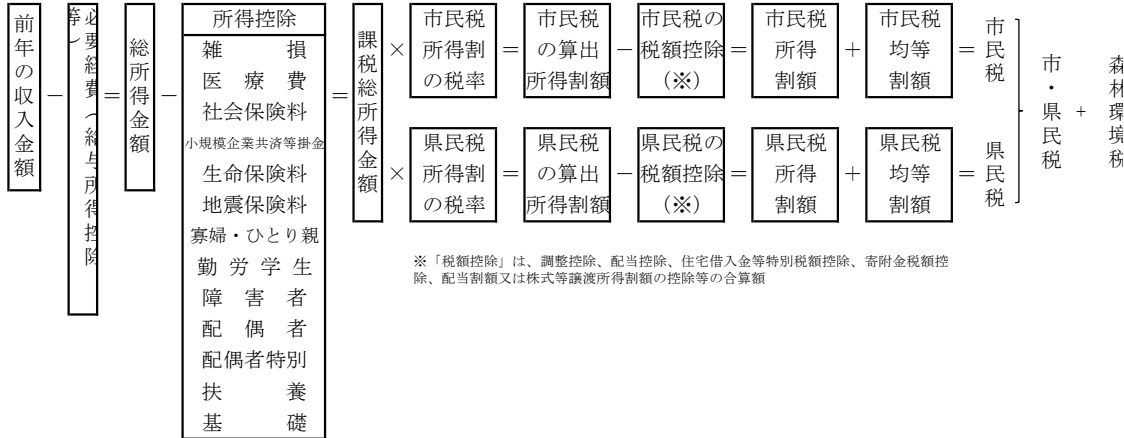 前年の収入金額
−
必要経費(給与所得控除
等)
=
総所得金額
−
所得控除
雑損
医療費
社会保険料
小規模企業共済等掛金
生命保険料
地震保険料
寡婦・ひとり親
勤労学生
障害者
配偶者
配偶者特別
扶養
基礎
=
課税総所得金額
×
市民税
所得割
の税率
=
市民税
の算出
所得割額
−
市民税の
税額控除
(※)
=
市民税
所得
割額
+
市民税
均等
割額
=
市民税
×
県民税
所得割
の税率
=
県民税
の算出
所得割額
−
県民税の
税額控除
(※)
=
県民税
所得
割額
+
県民税
均等
割額
=
県民税
市・県民税
+
森林環境税
※「税額控除」は、調整控除、配当控除、住宅借入金等特別税額控除、寄附金税額控
除、配当割額又は株式等譲渡所得割額の控除等の合算額